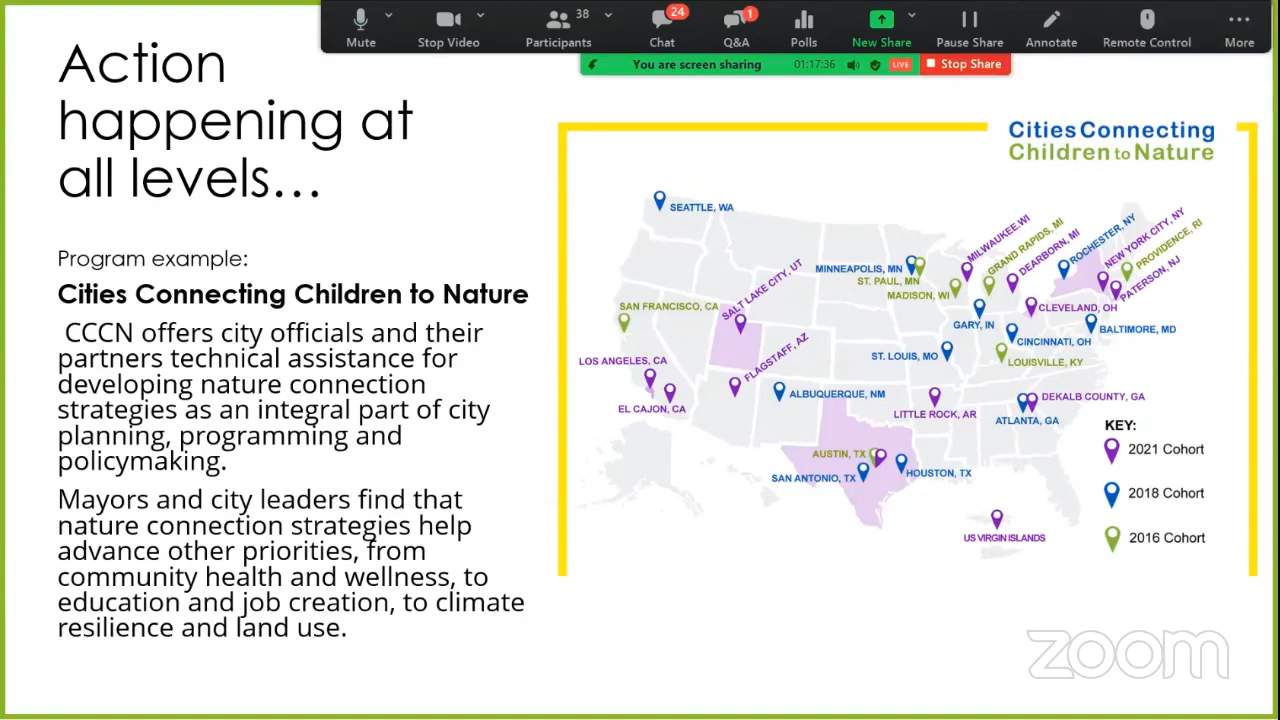 Mute
Stop Video
Participants
38
Chat
24
Q&A
1
Polls
New Share
Pause Share
Annotate
Remote Control
More
You are screen sharing
01:17:36
LIVE
Stop Share
Action
happening at
all levels…
Program example:
Cities Connecting Children to Nature
CCCN offers city officials and their
partners technical assistance for
developing nature connection
strategies as an integral part of city
planning, programming and
policymaking.
Mayors and city leaders find that
nature connection strategies help
advance other priorities, from
community health and wellness, to
education and job creation, to climate
resilience and land use.
Cities Connecting
Children to Nature
SEATTLE, WA
MINNEAPOLIS, MN
ST. PAUL, MN
MADISON, WI
MILWAUKEE.WI
GRAND RAPIDS, MI
DEARBORN, MI
ROCHESTER, NY
NEW YORK CITY, NY
PROVIDENCE, RI
PATERSON, NJ
SAN FRANCISCO, CA
SALT LAKE CITY, UT
GARY, IN
CLEVELAND, OH
BALTIMORE, MD
CINCINNATI, OH
ST. LOUIS, MO
LOUISVILLE, KY
LOS ANGELES, CA
FLAGSTAFF, AZ
EL CAJON, CA
ALBUQUERQUE, NM
LITTLE ROCK, AR
DEKALB COUNTY, GA
ATLANTA, GA
AUSTIN, TX
SAN ANTONIO, TX
HOUSTON, TX
US VIRGIN ISLANDS
KEY:
2021 Cohort
2018 Cohort
2016 Cohort
zoom